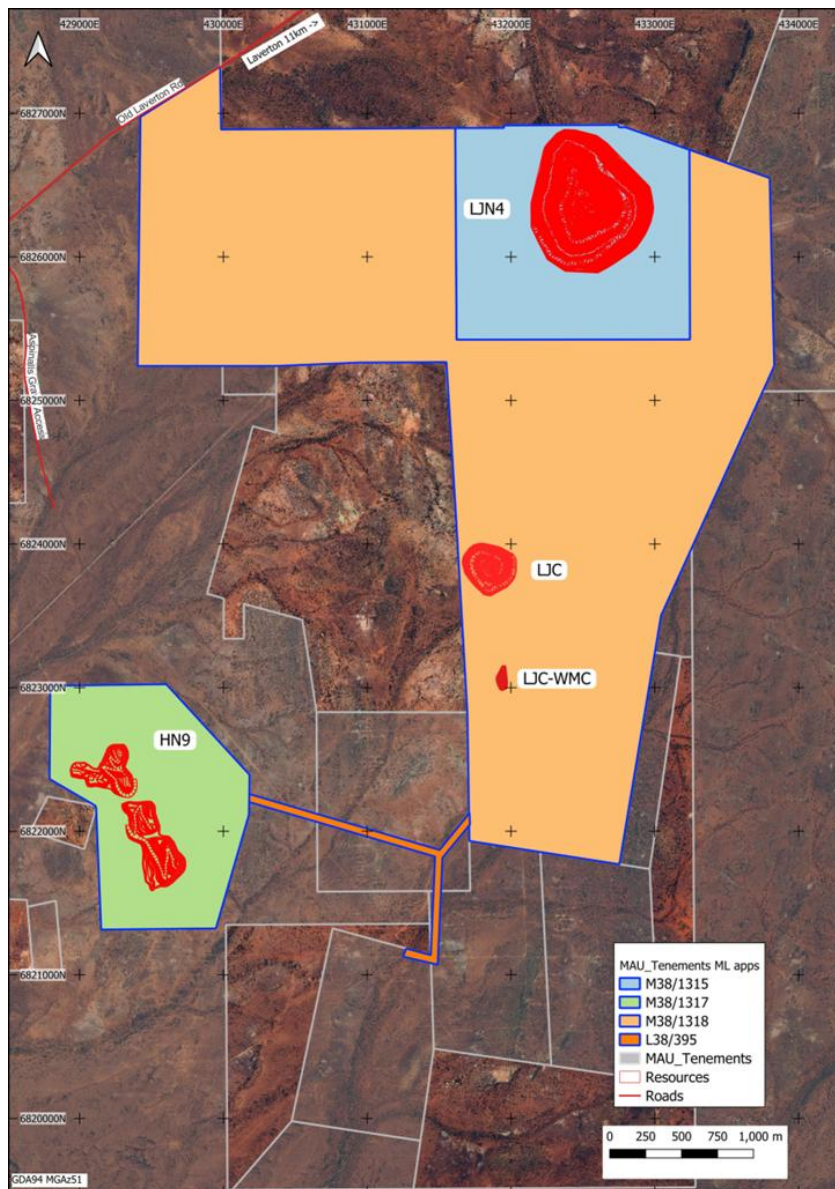 429000E
430000E
431000E
432000E
433000E
434000E
Laverton 11km ->
Old Laverton Rd
6827000N
LJN4
6826000N
Aspinalls Gra
Access
6825000N
6824000N
LJC
LJC-WMC
6823000N
HN9
6822000N
6821000N
6820000N
MAU_Tenements ML apps
M38/1315
M38/1317
M38/1318
L38/395
MAU_Tenements
Resources
Roads
0 250 500 750 1,000 m
GDA94 MGAz51